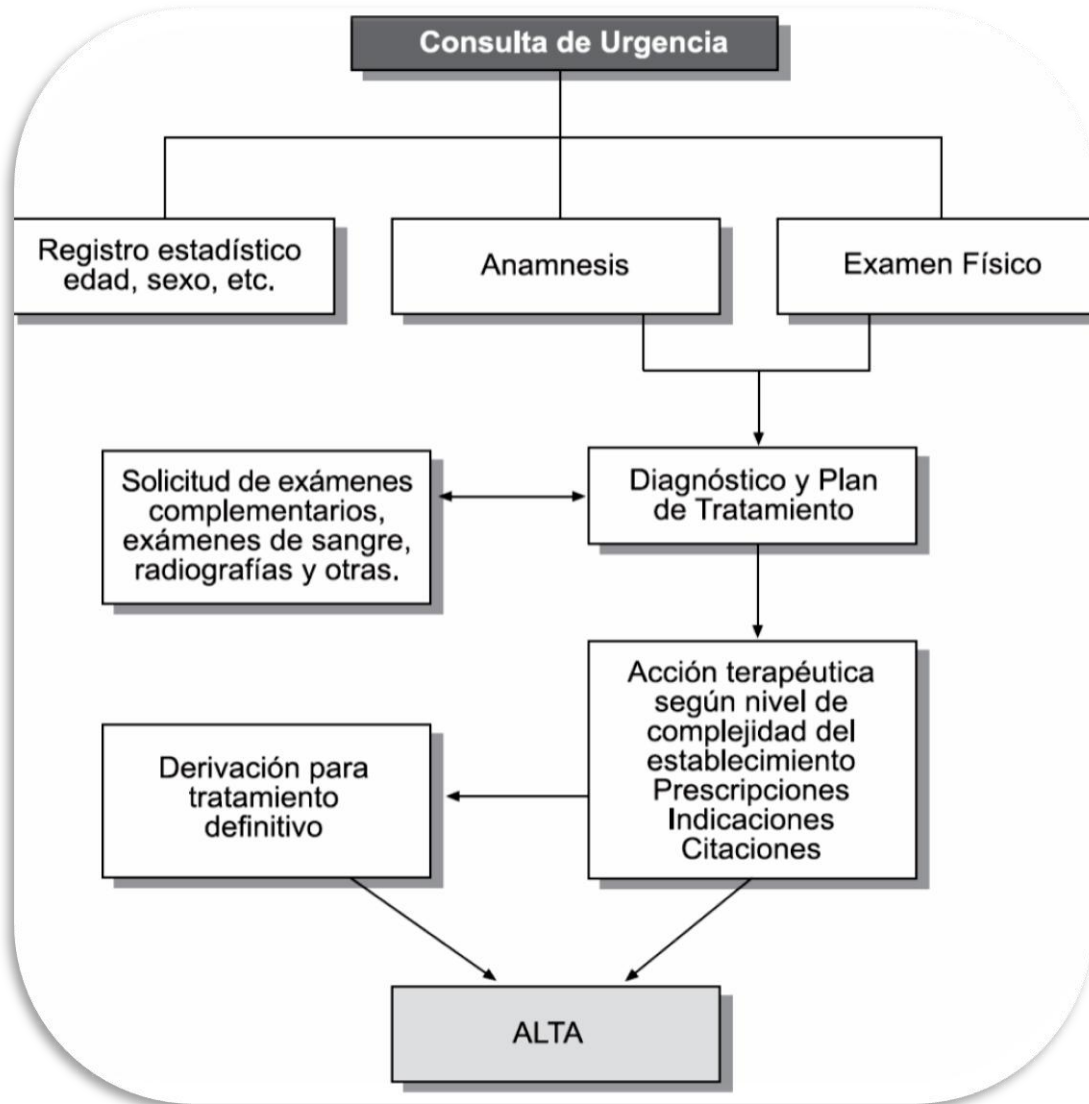 Consulta de Urgencia
Registro estadístico
edad, sexo, etc.
Anamnesis
Examen Físico
Solicitud de exámenes
complementarios,
exámenes de sangre,
radiografías y otras.
Diagnóstico y Plan
de Tratamiento
Derivación para
tratamiento
definitivo
Acción terapéutica
según nivel de
complejidad del
establecimiento
Prescripciones
Indicaciones
Citaciones
ALTA